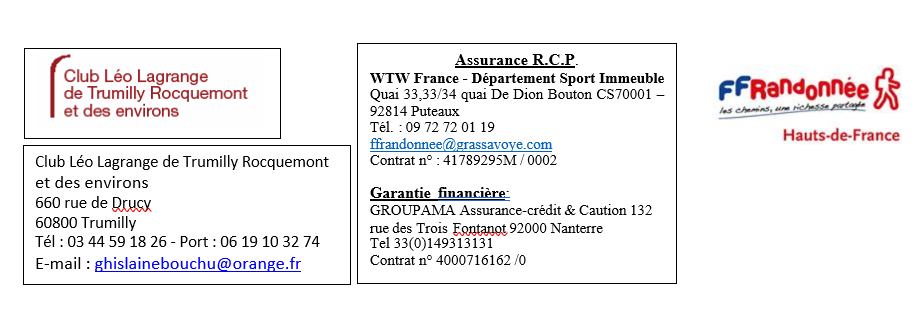 Club Léo Lagrange
de Trumilly Rocquemont
et des environs
Club Léo Lagrange de Trumilly Rocquemont
et des environs
660 rue de Drucy
60800 Trumilly
Tél : 03 44 59 18 26 - Port : 06 19 10 32 74
E-mail : ghislainebouchu@orange.fr
Assurance R.C.P.
WTW France - Département Sport Immeuble
Quai 33,33/34 quai De Dion Bouton CS70001 –
92814 Puteaux
Tél. : 09 72 72 01 19
ffrandonnee@grassavoye.com
Contrat n° : 41789295M / 0002
Garantie financière:
GROUPAMA Assurance-crédit & Caution 132
rue des Trois Fontanot 92000 Nanterre
Tel 33(0)149313131
Contrat n° 4000716162 /0
FFRandonnée
les chemins, une richesse partagée
Hauts-de-France